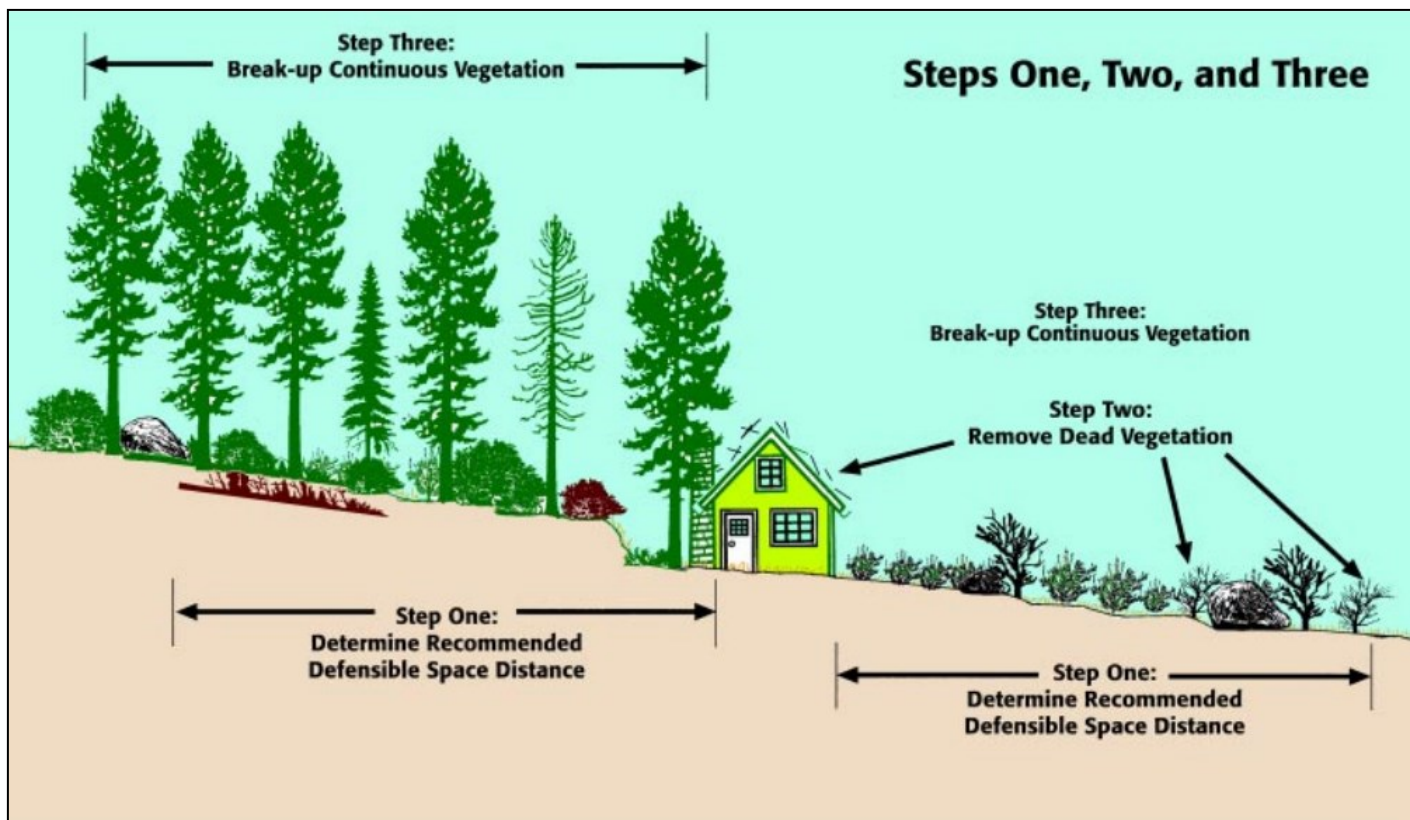 Step Three:
Break-up Continuous Vegetation
Steps One, Two, and Three
Step Three:
Break-up Continuous Vegetation
Step Two:
Remove Dead Vegetation
Step One:
Determine Recommended
Defensible Space Distance
Step One:
Determine Recommended
Defensible Space Distance